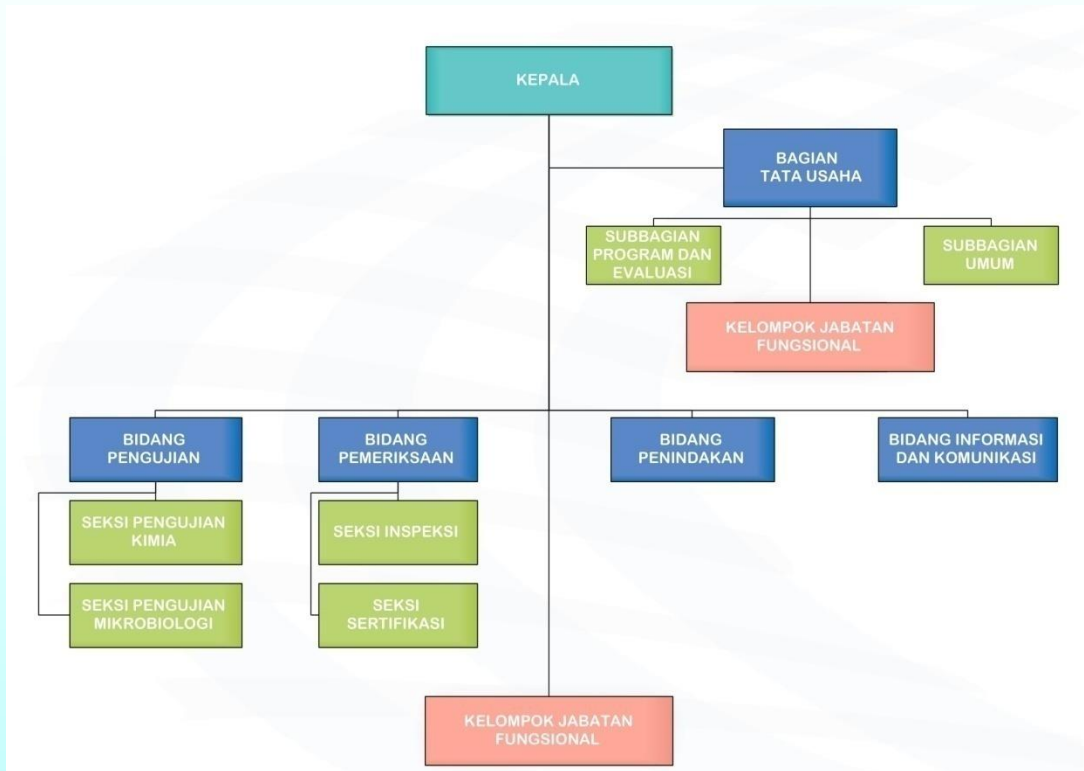 KEPALA
BAGIAN
TATA USAHA
SUBBAGIAN
PROGRAM DAN
EVALUASI
SUBBAGIAN
UMUM
KELOMPOK JABATAN
FUNGSIONAL
BIDANG
PENGUJIAN
BIDANG
PEMERIKSAAN
BIDANG
PENINDAKAN
BIDANG INFORMASI
DAN KOMUNIKASI
SEKSI PENGUJIAN
KIMIA
SEKSI INSPEKSI
SEKSI PENGUJIAN
MIKROBIOLOGI
SEKSI
SERTIFIKASI
KELOMPOK JABATAN
FUNGSIONAL